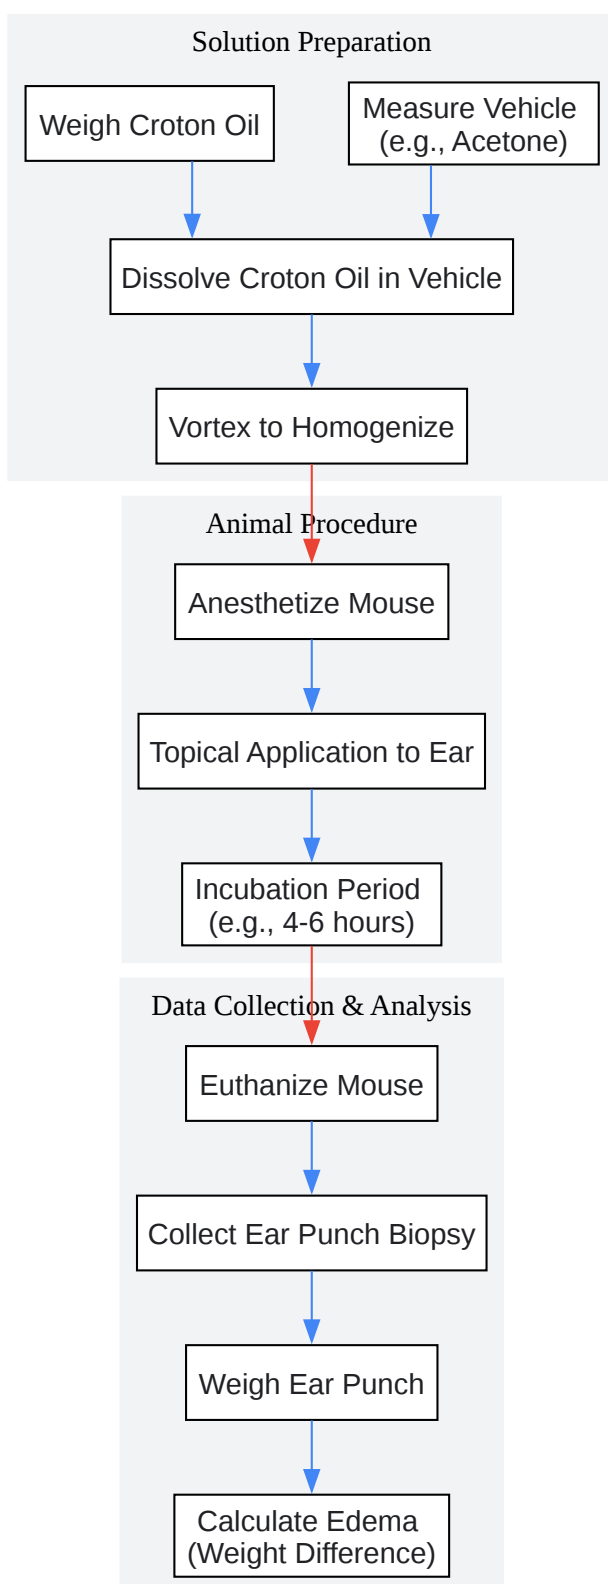 Solution Preparation
Weigh Croton Oil
Measure Vehicle
(e.g., Acetone)
Dissolve Croton Oil in Vehicle
Vortex to Homogenize
Animal Procedure
Anesthetize Mouse
Topical Application to Ear
Incubation Period
(e.g., 4-6 hours)
Data Collection & Analysis
Euthanize Mouse
Collect Ear Punch Biopsy
Weigh Ear Punch
Calculate Edema
(Weight Difference)